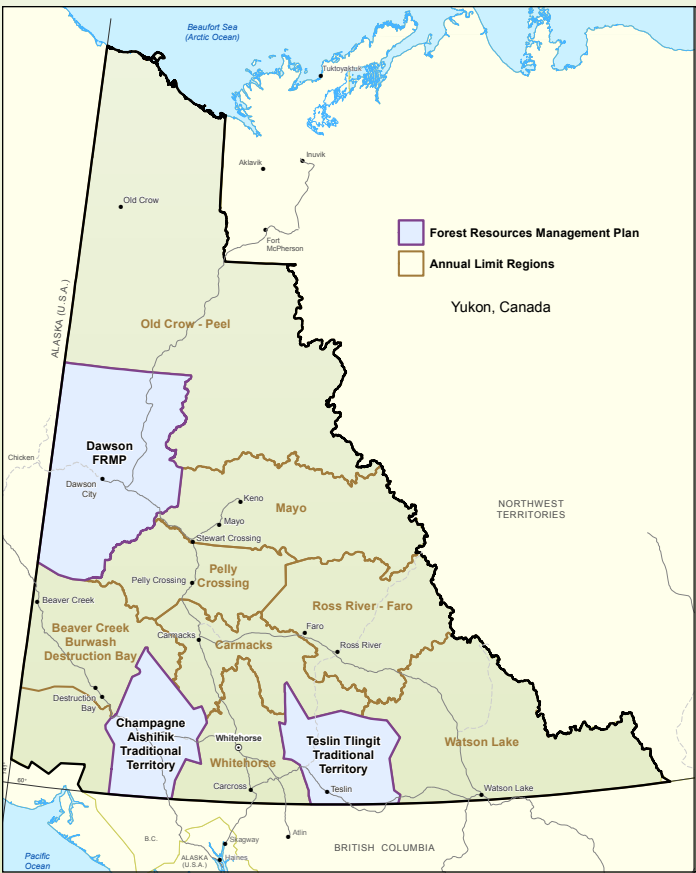 Beaufort Sea
(Arctic Ocean)
Tuktoyaktuk
Inuvik
Aklavik
Old Crow
Fort
McPherson
Forest Resources Management Plan
Annual Limit Regions
Yukon, Canada
ALASKA (U.S.A.)
Old Crow - Peel
Dawson
FRMP
Chicken
Dawson
City
Keno
Mayo
Mayo
Stewart Crossing
NORTHWEST
TERRITORIES
Pelly
Crossing
Pelly Crossing
Beaver Creek
Ross River - Faro
Beaver Creek
Burwash
Destruction Bay
Carmacks
Carmacks
Faro
Ross River
Destruction
Bay
Champagne
Aishihik
Traditional
Territory
Whitehorse
Whitehorse
Teslin Tlingit
Traditional
Territory
Watson Lake
Carcross
Teslin
Watson Lake
141°
60°
B.C.
Skagway
Atlin
ALASKA
(U.S.A.)
Haines
BRITISH COLUMBIA
Pacific
Ocean